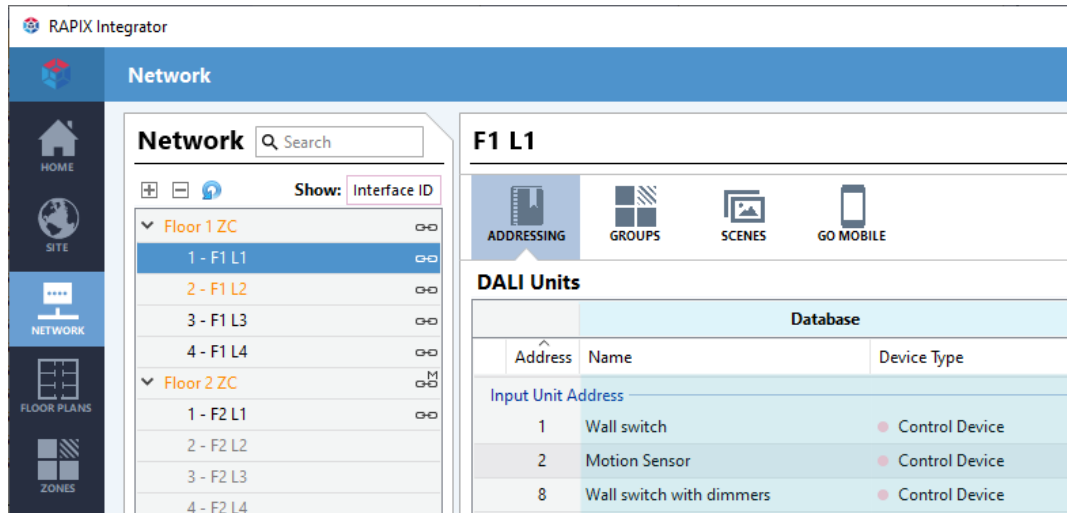 RAPIX Integrator
Network
HOME
SITE
NETWORK
FLOOR PLANS
ZONES
Network
Search
Show: Interface ID
Floor 1 ZC
1 - F1 L1
2 - F1 L2
3 - F1 L3
4 - F1 L4
Floor 2 ZC
M
1 - F2 L1
2 - F2 L2
3 - F2 L3
4 - F2 L4
F1 L1
ADDRESSING GROUPS SCENES GO MOBILE
DALI Units
Database
Address Name Device Type
Input Unit Address
1 Wall switch Control Device
2 Motion Sensor Control Device
8 Wall switch with dimmers Control Device